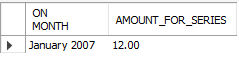 ON
MONTH
AMOUNT_FOR_SERIES
January 2007
12.00